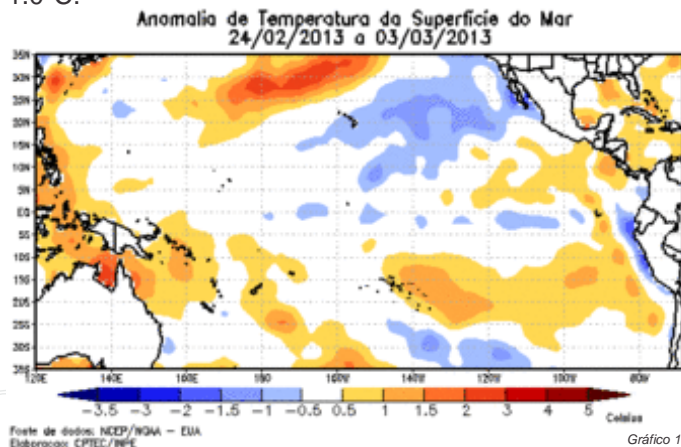 1.0 C.
Anomalia de Temperatura da Superfície do Mar
24/02/2013 a 03/03/2013
35N
30N
25N
20N
15N
10N
5N
EQ
5S
10S
15S
20S
25S
30S
35S
120E 140E 160E 180 160W 140W 120W 100W 80W
-3.5 -3 -2 -1.5 -1 -0.5 0.5 1 1.5 2 3 4 5
Celsius
Fonte de dados: NCEP/NOAA – EUA
Elaboracao: CPTEC/INPE
Gráfico 1